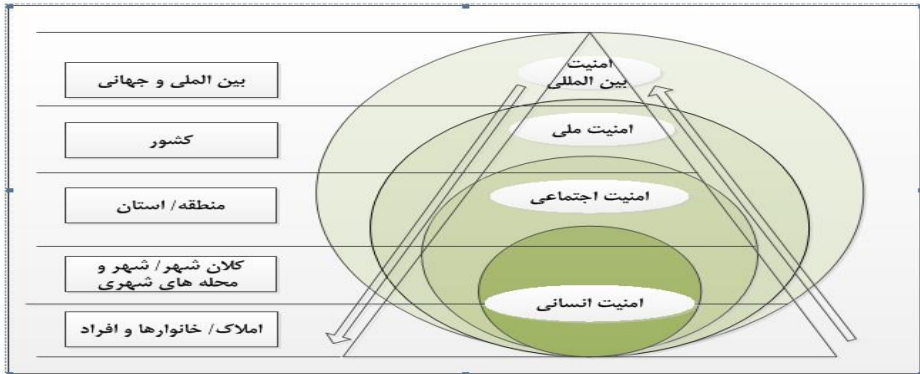 امنیت
بین المللی
بین الملی و جهانی
امنیت ملی
کشور
امنیت اجتماعی
منطقه/ استان
کلان شهر/ شهر و
محله های شهری
امنیت انسانی
املاک/ خانوارها و افراد